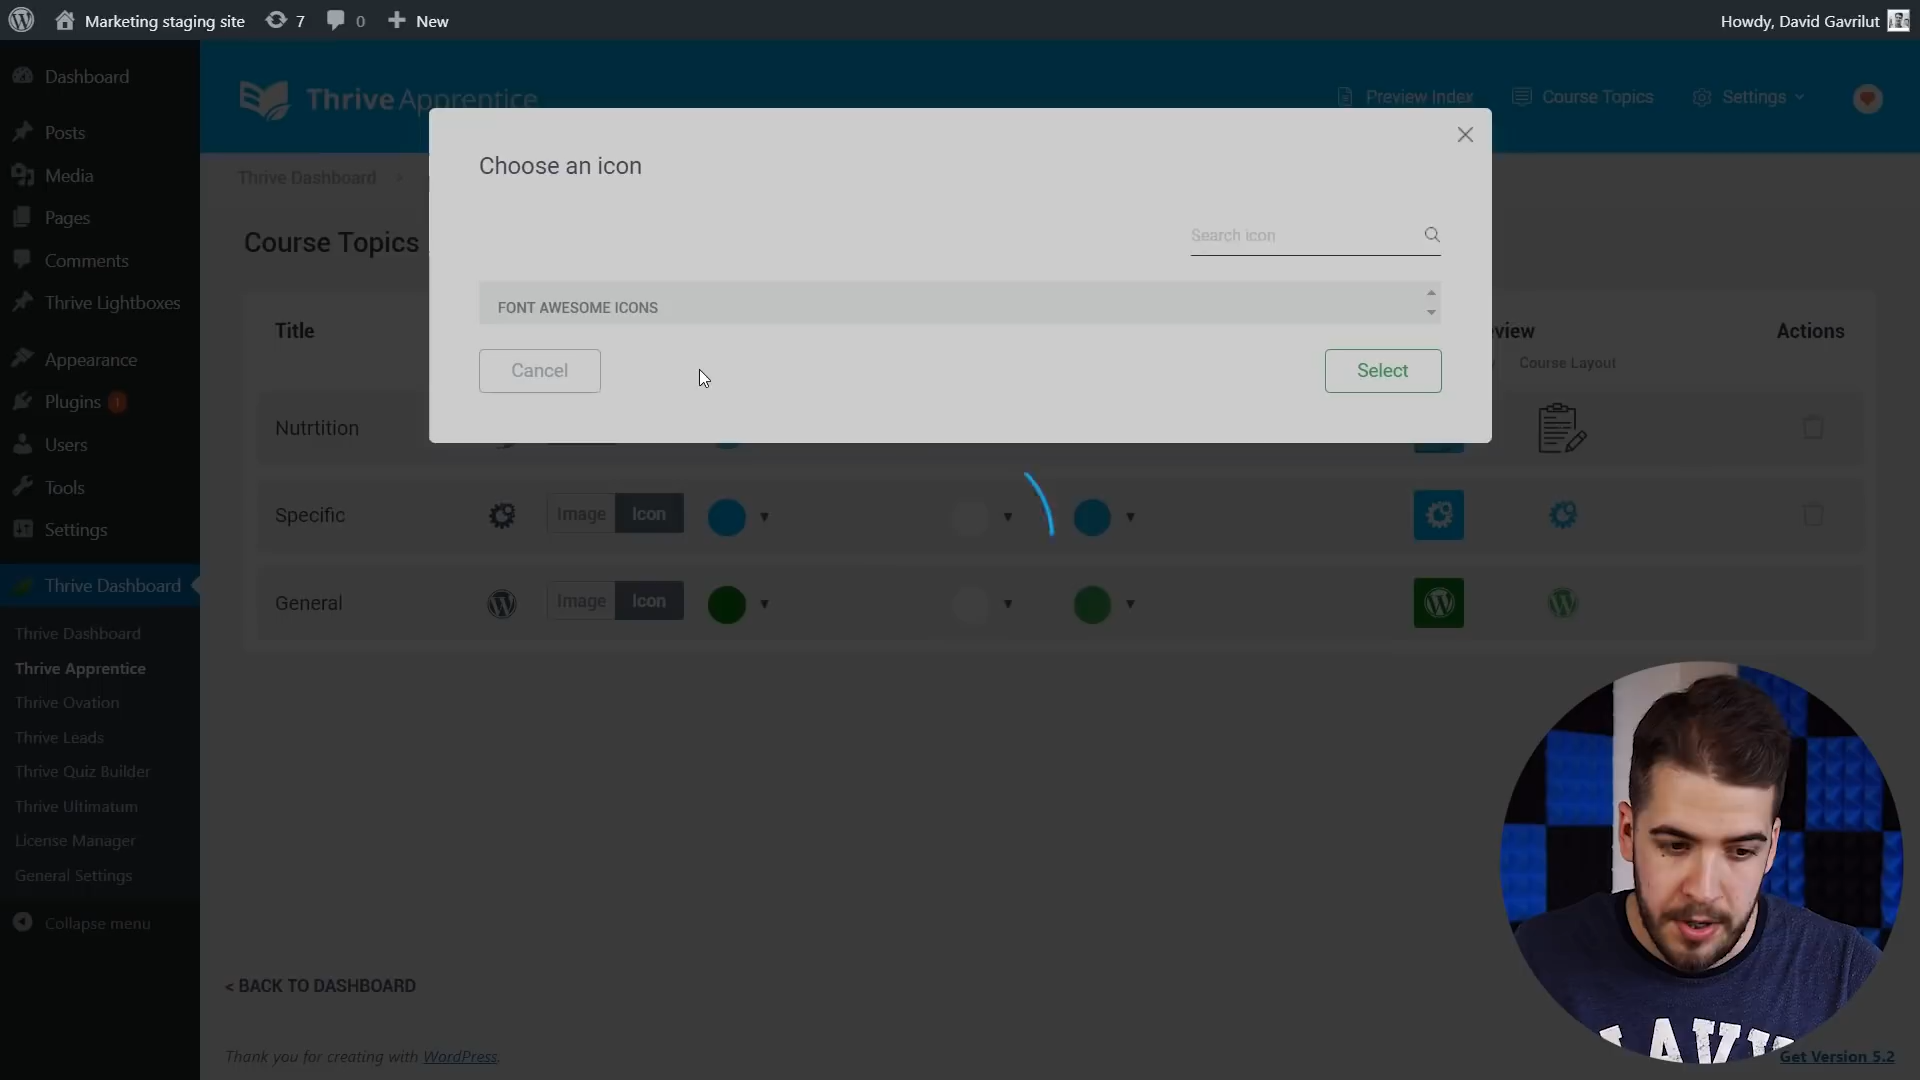 Marketing staging site
7
0
New
Howdy, David Gavrilut
Dashboard
Posts
Media
Pages
Comments
Thrive Lightboxes
Appearance
Plugins 1
Users
Tools
Settings
Thrive Dashboard
Thrive Dashboard
Thrive Apprentice
Thrive Ovation
Thrive Leads
Thrive Quiz Builder
Thrive Ultimatum
License Manager
General Settings
Collapse menu
Thrive Apprentice
Preview Index
Course Topics
Settings
Thrive Dashboard >
Course Topics
Choose an icon
Search icon
FONT AWESOME ICONS
Cancel
Select
Title
view
Actions
Course Layout
Nutrtition
Specific
Image
Icon
General
Image
Icon
< BACK TO DASHBOARD
Thank you for creating with WordPress.
Get Version 5.2